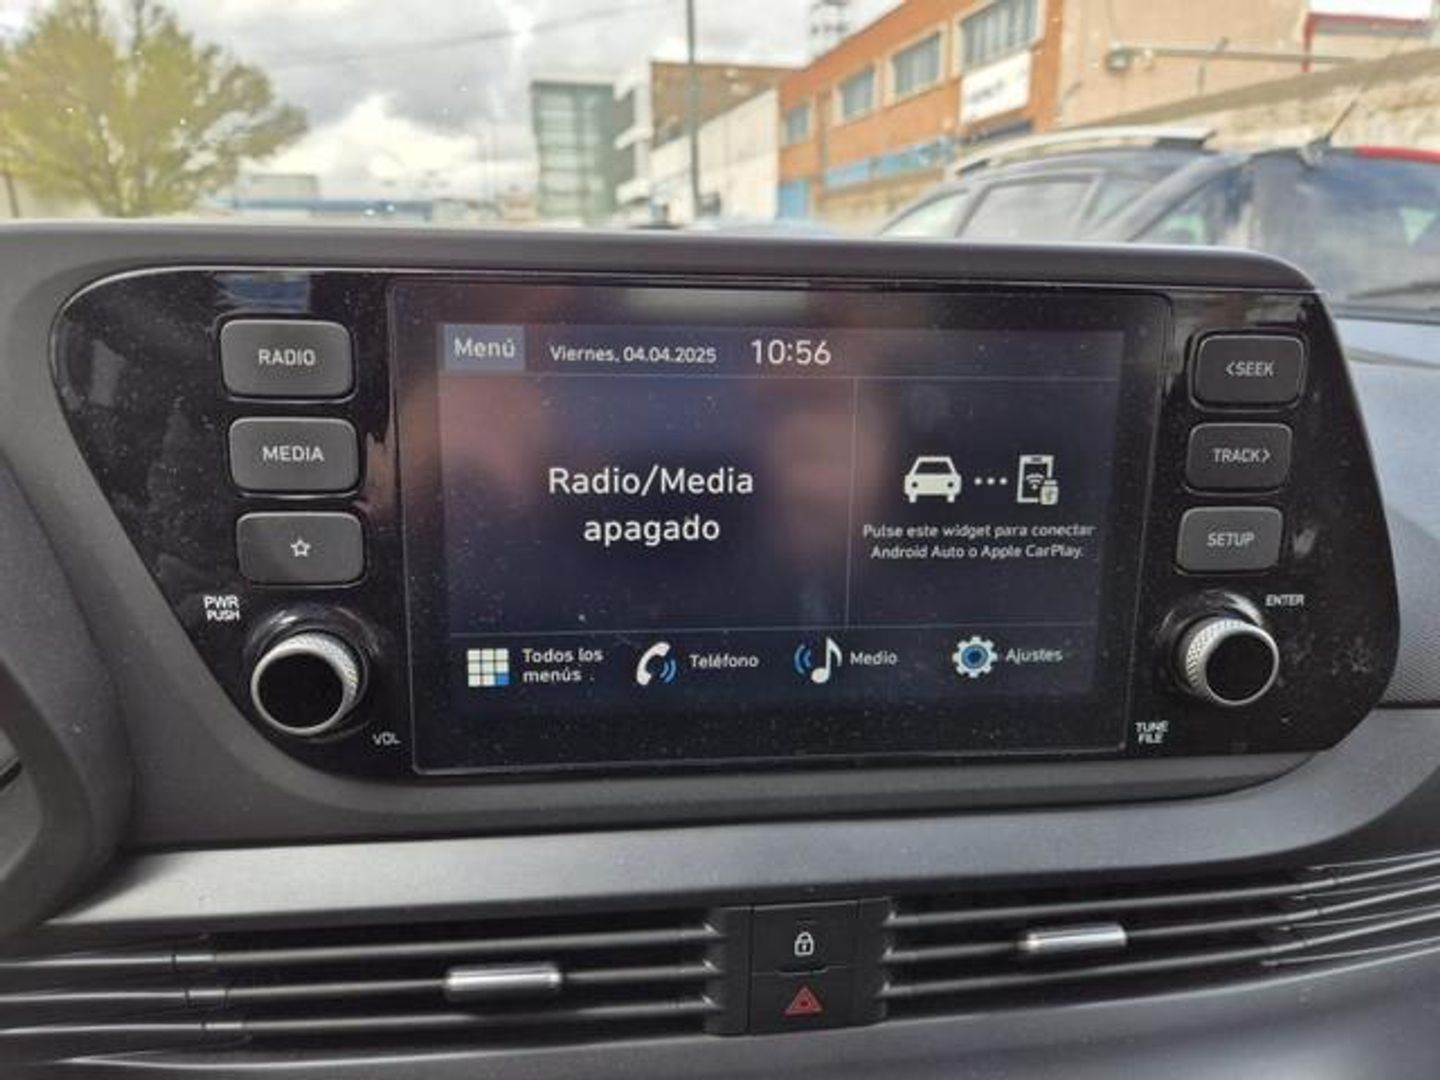 RADIO
MEDIA
PWR
PUSH
VOL
Menú
Viernes, 04.04.2025
10:56
Radio/Media
apagado
Pulse este widget para conectar
Android Auto o Apple CarPlay.
Todos los
menús
Teléfono
Medio
Ajustes
<SEEK
TRACK>
SETUP
ENTER
TUNE
FILE